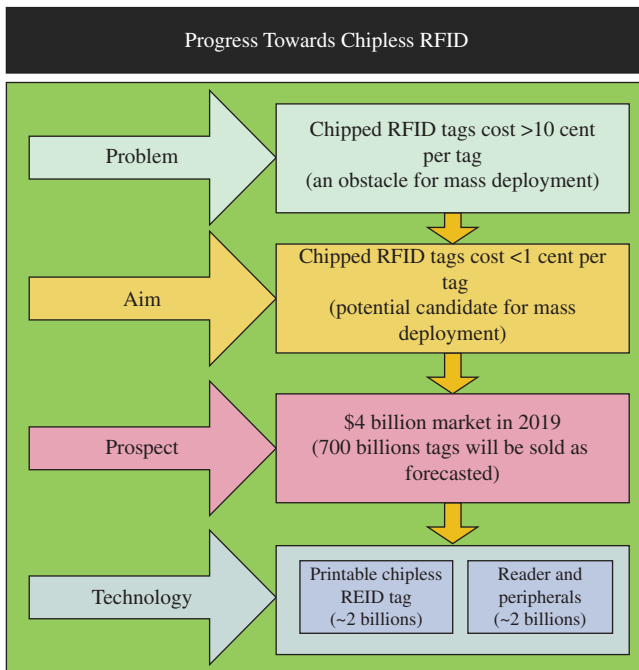 Progress Towards Chipless RFID
Problem
Chipped RFID tags cost >10 cent
per tag
(an obstacle for mass deployment)
Aim
Chipped RFID tags cost <1 cent per
tag
(potential candidate for mass
deployment)
Prospect
$4 billion market in 2019
(700 billions tags will be sold as
forecasted)
Technology
Printable chipless
REID tag
(~2 billions)
Reader and
peripherals
(~2 billions)